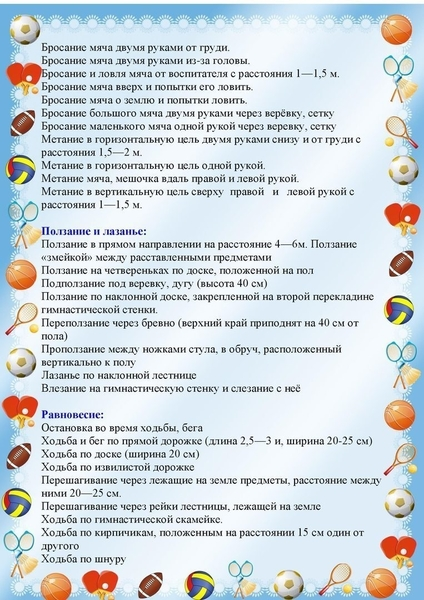 Бросание мяча двумя руками от груди.
Бросание мяча двумя руками из-за головы.
Бросание и ловля мяча от воспитателя с расстояния 1—1,5 м.
Бросание мяча вверх и попытки его ловить.
Бросание мяча о землю и попытки ловить.
Бросание большого мяча двумя руками через верёвку, сетку
Бросание маленького мяча одной рукой через веревку, сетку
Метание в горизонтальную цель двумя руками снизу и от груди с
расстояния 1,5—2 м.
Метание в горизонтальную цель одной рукой.
Метание мяча, мешочка вдаль правой и левой рукой.
Метание в вертикальную цель сверху правой и левой рукой с
расстояния 1—1,5 м.
Ползание и лазанье:
Ползание в прямом направлении на расстояние 4—6м. Ползание
«змейкой» между расставленными предметами
Ползание на четвереньках по доске, положенной на пол
Подползание под веревку, дугу (высота 40 см)
Ползание по наклонной доске, закрепленной на второй перекладине
гимнастической стенки.
Переползание через бревно (верхний край приподнят на 40 см от
пола)
Проползание между ножками стула, в обруч, расположенный
вертикально к полу
Лазанье по наклонной лестнице
Влезание на гимнастическую стенку и слезание с неё
Равновесие:
Остановка во время ходьбы, бега
Ходьба и бег по прямой дорожке (длина 2,5—3 и, ширина 20-25 см)
Ходьба по доске (ширина 20 см)
Ходьба по извилистой дорожке
Перешагивание через лежащие на земле предметы, расстояние между
ними 20—25 см.
Перешагивание через рейки лестницы, лежащей на земле
Ходьба по гимнастической скамейке.
Ходьба по кирпичикам, положенным на расстоянии 15 см один от
другого
Ходьба по шнуру